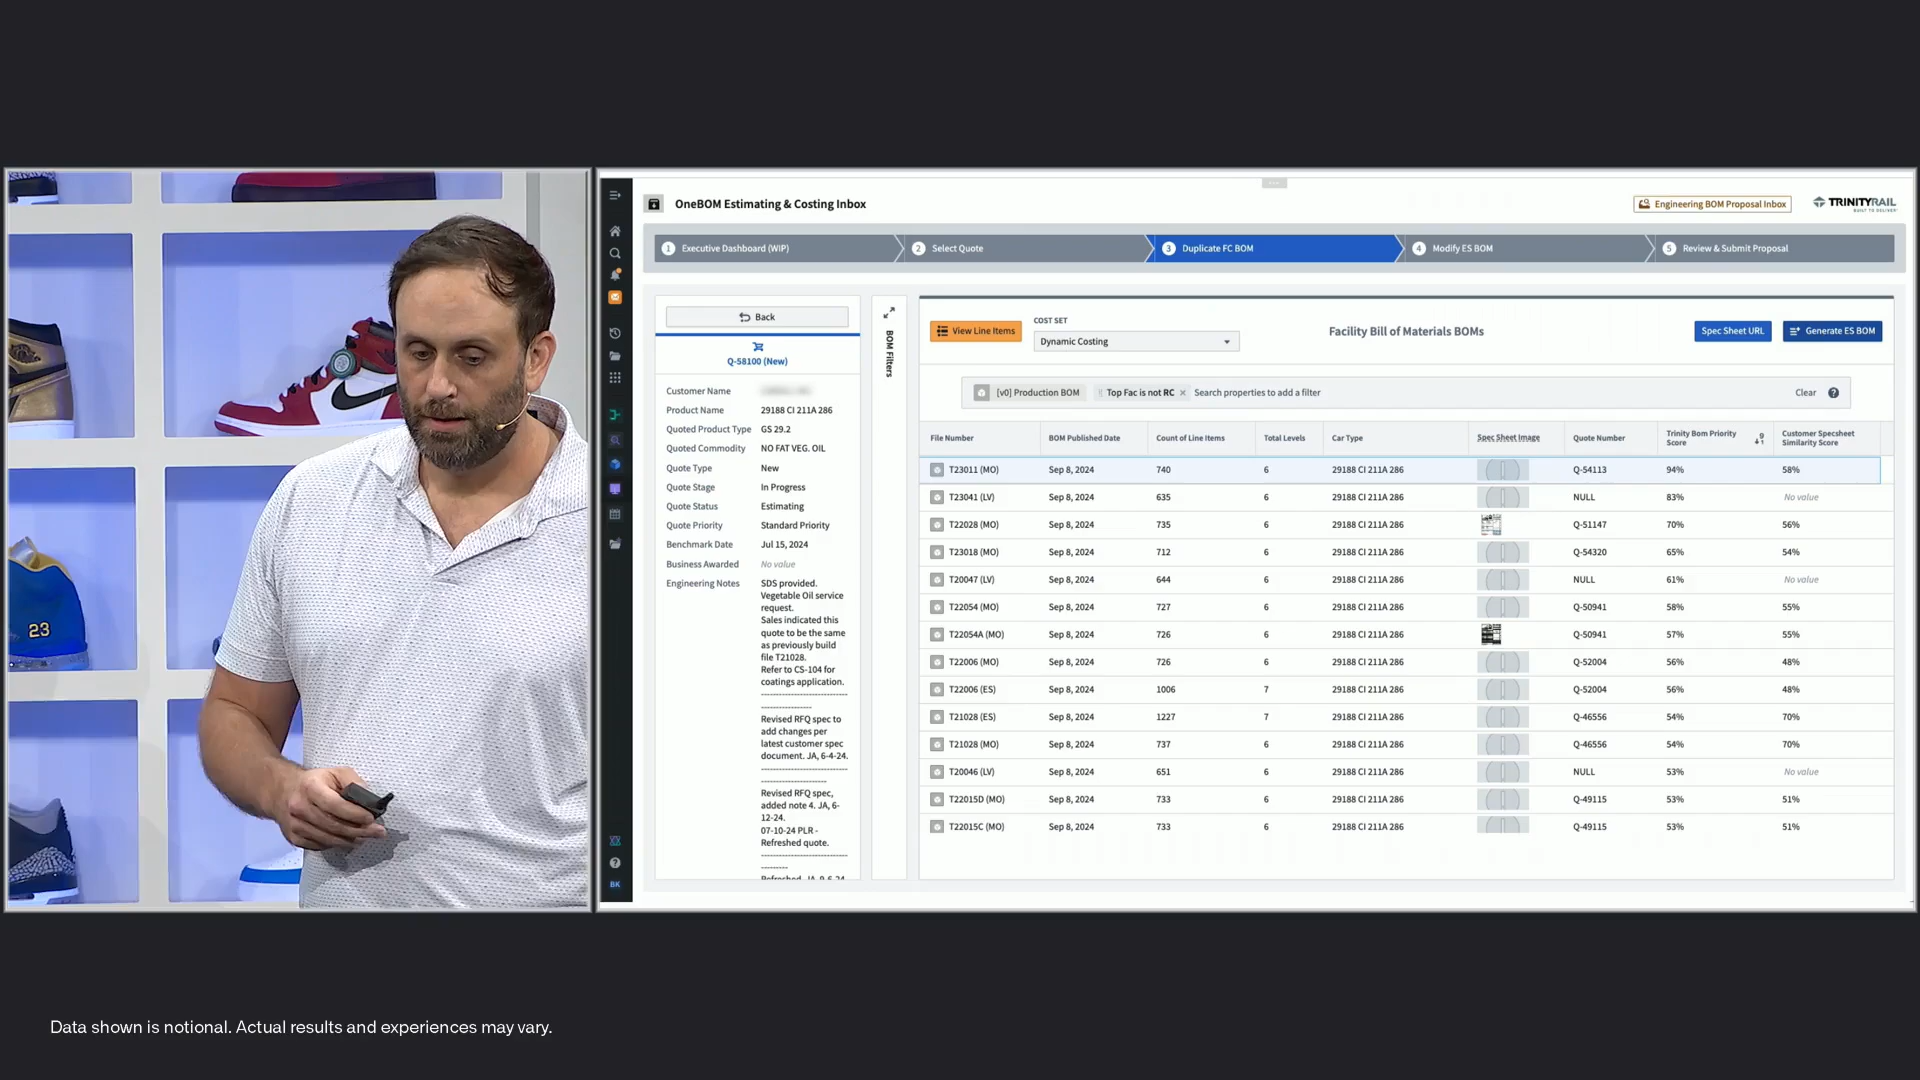 OneBOM Estimating & Costing Inbox
Engineering BOM Proposal Inbox
TRINITYRAIL
BUILT TO DELIVER
1 Executive Dashboard (WIP)
2 Select Quote
3 Duplicate FC BOM
4 Modify ES BOM
5 Review & Submit Proposal
Back
Q-58100 (New)
Customer Name
Product Name 29188 CI 211A 286
Quoted Product Type GS 29.2
Quoted Commodity NO FAT VEG. OIL
Quote Type New
Quote Stage In Progress
Quote Status Estimating
Quote Priority Standard Priority
Benchmark Date Jul 15, 2024
Business Awarded No value
Engineering Notes SDS provided.
Vegetable Oil service
request.
Sales indicated this
quote to be the same
as previously build
file T21028.
Refer to CS-104 for
coatings application.
----------------------------
-----------------
Revised RFQ spec to
add changes per
latest customer spec
document. JA, 6-4-24.
----------------------------
---------------------
Revised RFQ spec,
added note 4. JA, 6-
12-24.
07-10-24 PLR -
Refreshed quote.
----------------------------
---------
Refreshed. JA, 9-6-24
BOM Filters
View Line Items
COST SET
Dynamic Costing
Facility Bill of Materials BOMs
Spec Sheet URL
Generate ES BOM
[v0] Production BOM
Top Fac is not RC ×
Search properties to add a filter
Clear
?
File Number BOM Published Date Count of Line Items Total Levels Car Type Spec Sheet Image Quote Number Trinity Bom Priority Score Customer Specsheet Similarity Score
T23011 (MO) Sep 8, 2024 740 6 29188 CI 211A 286 Q-54113 94% 58%
T23041 (LV) Sep 8, 2024 635 6 29188 CI 211A 286 NULL 83% No value
T22028 (MO) Sep 8, 2024 735 6 29188 CI 211A 286 Q-51147 70% 56%
T23018 (MO) Sep 8, 2024 712 6 29188 CI 211A 286 Q-54320 65% 54%
T20047 (LV) Sep 8, 2024 644 6 29188 CI 211A 286 NULL 61% No value
T22054 (MO) Sep 8, 2024 727 6 29188 CI 211A 286 Q-50941 58% 55%
T22054A (MO) Sep 8, 2024 726 6 29188 CI 211A 286 Q-50941 57% 55%
T22006 (MO) Sep 8, 2024 726 6 29188 CI 211A 286 Q-52004 56% 48%
T22006 (ES) Sep 8, 2024 1006 7 29188 CI 211A 286 Q-52004 56% 48%
T21028 (ES) Sep 8, 2024 1227 7 29188 CI 211A 286 Q-46556 54% 70%
T21028 (MO) Sep 8, 2024 737 6 29188 CI 211A 286 Q-46556 54% 70%
T20046 (LV) Sep 8, 2024 651 6 29188 CI 211A 286 NULL 53% No value
T22015D (MO) Sep 8, 2024 733 6 29188 CI 211A 286 Q-49115 53% 51%
T22015C (MO) Sep 8, 2024 733 6 29188 CI 211A 286 Q-49115 53% 51%
BK
23
Data shown is notional. Actual results and experiences may vary.